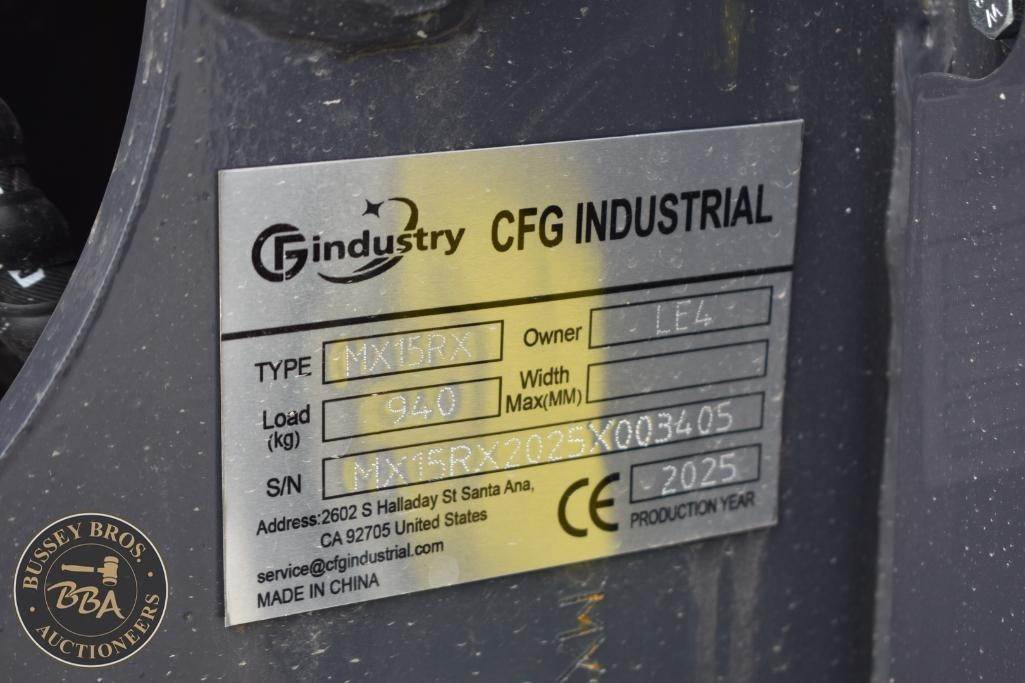 GFindustry CFG INDUSTRIAL
TYPE MX15RX Owner LE4
Load (kg) 940 Width Max(MM)
S/N MX15RX2025X003405
Address:2602 S Halladay St Santa Ana,
CA 92705 United States
CE 2025
PRODUCTION YEAR
service@cfgindustrial.com
MADE IN CHINA
BUSSEY BROS.
BBA
AUCTIONEERS